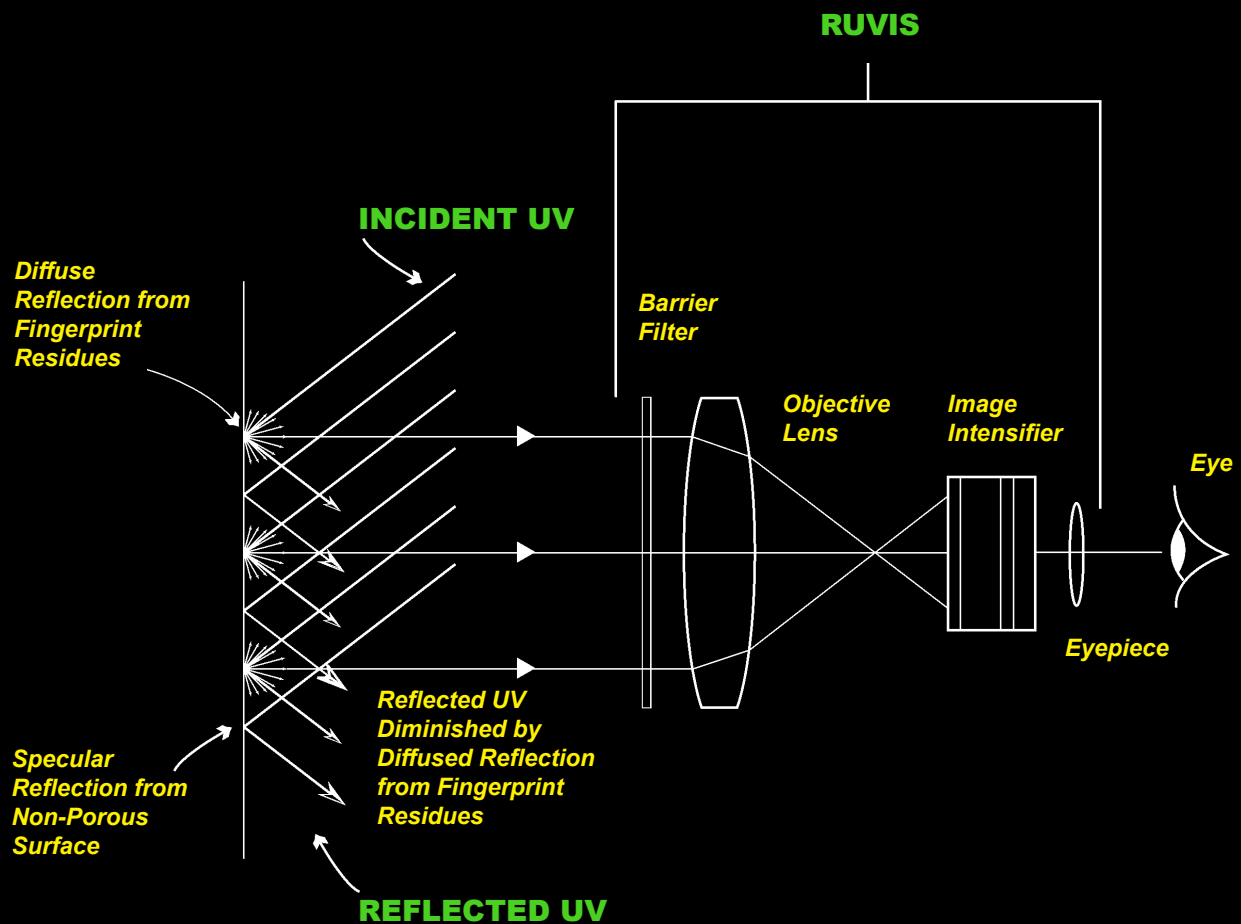 RUVIS
INCIDENT UV
Diffuse
Reflection from
Fingerprint
Residues
Barrier
Filter
Objective
Lens
Image
Intensifier
Eye
Eyepiece
Reflected UV
Diminished by
Diffused Reflection
from Fingerprint
Residues
Specular
Reflection from
Non-Porous
Surface
REFLECTED UV